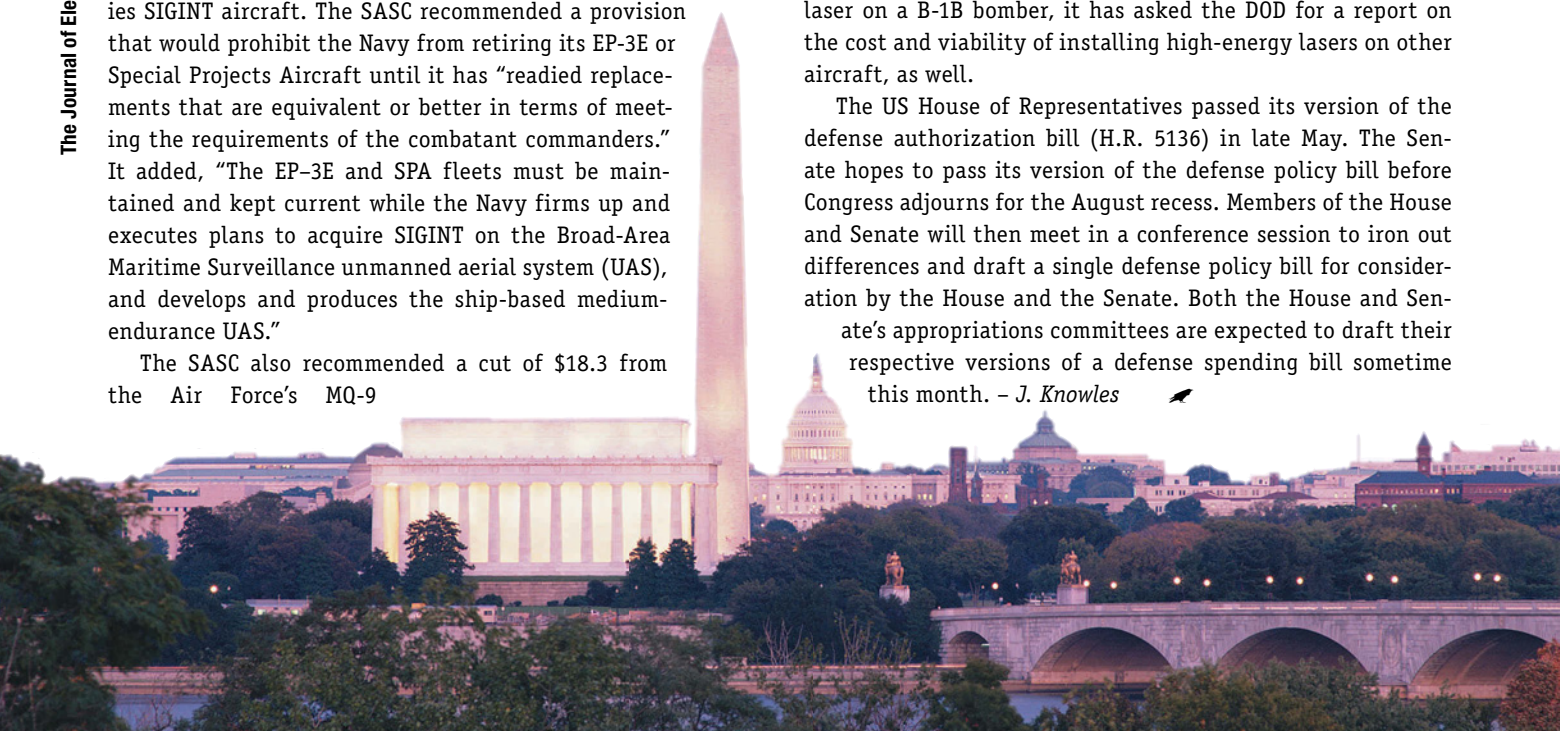 The Journal of Ele
ies SIGINT aircraft. The SASC recommended a provision
that would prohibit the Navy from retiring its EP-3E or
Special Projects Aircraft until it has “readied replace-
ments that are equivalent or better in terms of meet-
ing the requirements of the combatant commanders.”
It added, “The EP–3E and SPA fleets must be main-
tained and kept current while the Navy firms up and
executes plans to acquire SIGINT on the Broad-Area
Maritime Surveillance unmanned aerial system (UAS),
and develops and produces the ship-based medium-
endurance UAS.”
The SASC also recommended a cut of $18.3 from
the Air Force’s MQ-9
laser on a B-1B bomber, it has asked the DOD for a report on
the cost and viability of installing high-energy lasers on other
aircraft, as well.
The US House of Representatives passed its version of the
defense authorization bill (H.R. 5136) in late May. The Sen-
ate hopes to pass its version of the defense policy bill before
Congress adjourns for the August recess. Members of the House
and Senate will then meet in a conference session to iron out
differences and draft a single defense policy bill for consider-
ation by the House and the Senate. Both the House and Sen-
ate’s appropriations committees are expected to draft their
respective versions of a defense spending bill sometime
this month. – J. Knowles